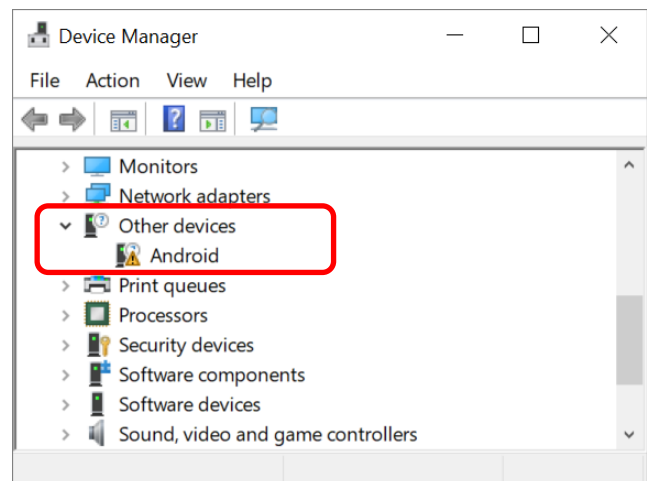 Device Manager
File Action View Help
Monitors
Network adapters
Other devices
Android
Print queues
Processors
Security devices
Software components
Software devices
Sound, video and game controllers